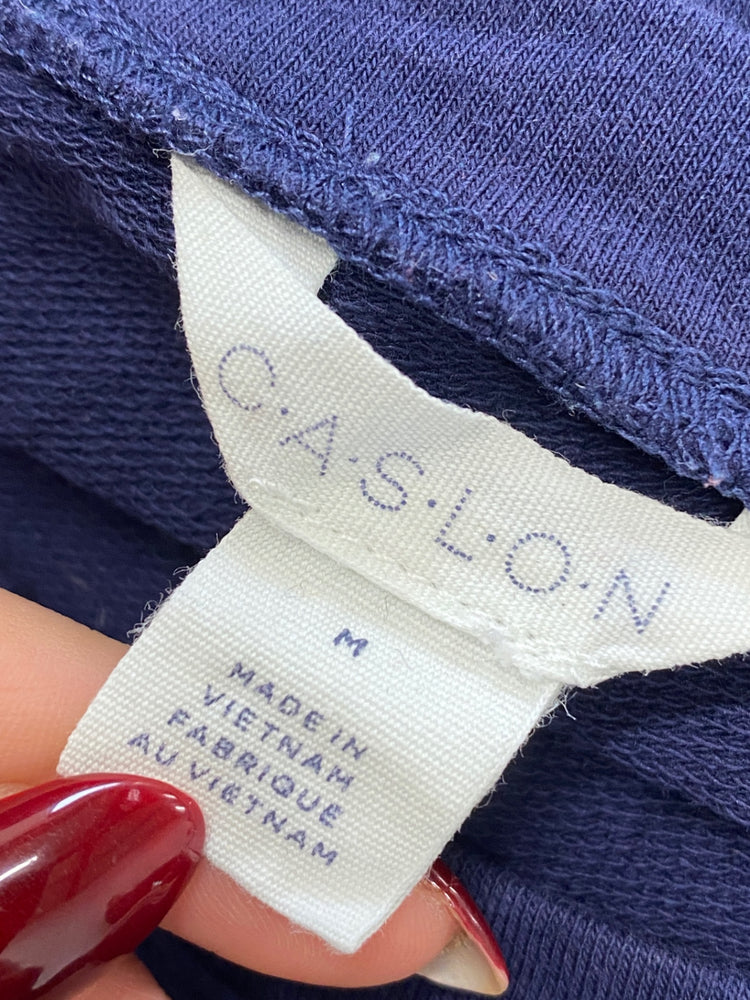 C·A·S·L·O·N
M
MADE IN
VIETNAM
FABRIQUE
AU VIETNAM